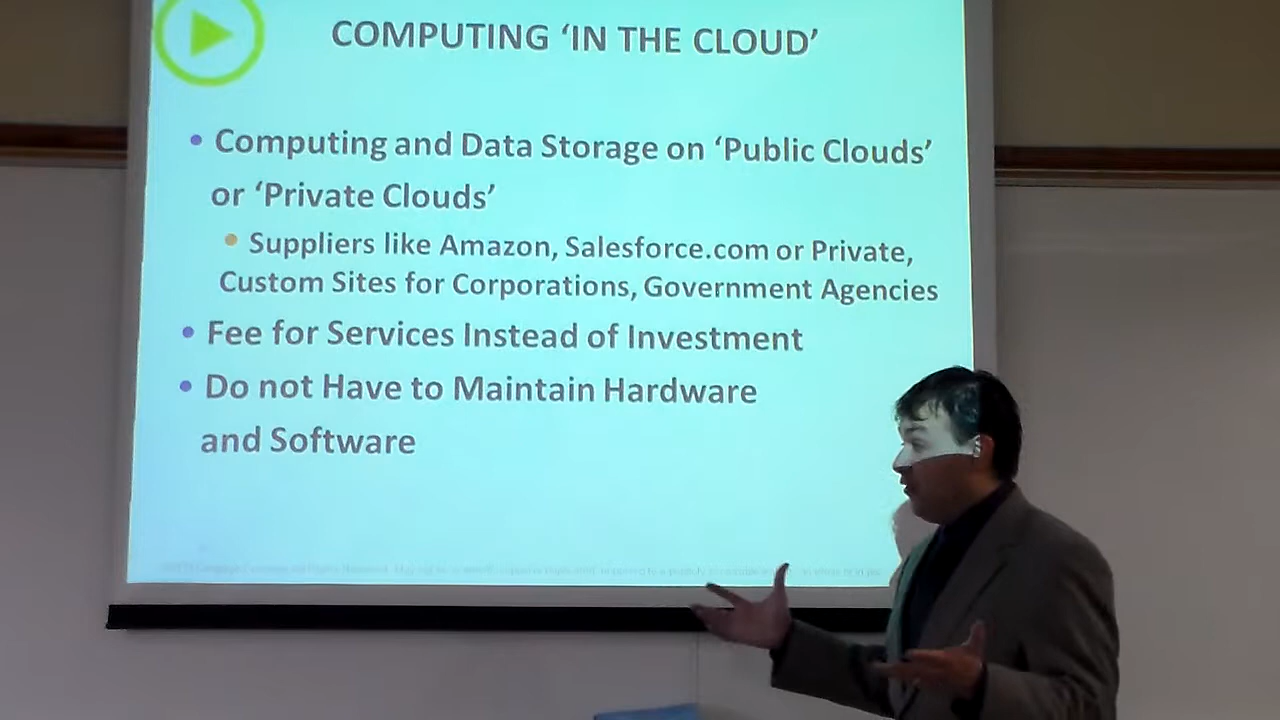 COMPUTING ‘IN THE CLOUD’
• Computing and Data Storage on ‘Public Clouds’
or ‘Private Clouds’
• Suppliers like Amazon, Salesforce.com or Private,
Custom Sites for Corporations, Government Agencies
• Fee for Services Instead of Investment
• Do not Have to Maintain Hardware
and Software